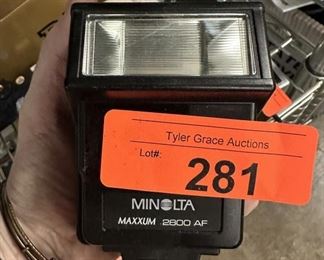 Tyler Grace Auctions
Lot#:
281
MINOLTA
MAXXUM 2800 AF